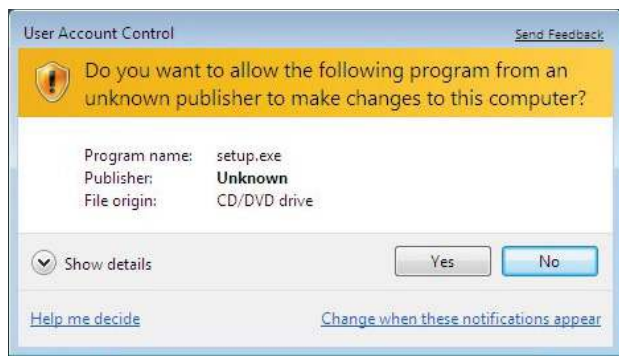 User Account Control
Send Feedback
Do you want to allow the following program from an
unknown publisher to make changes to this computer?
Program name: setup.exe
Publisher: Unknown
File origin: CD/DVD drive
Show details
Yes
No
Help me decide
Change when these notifications appear